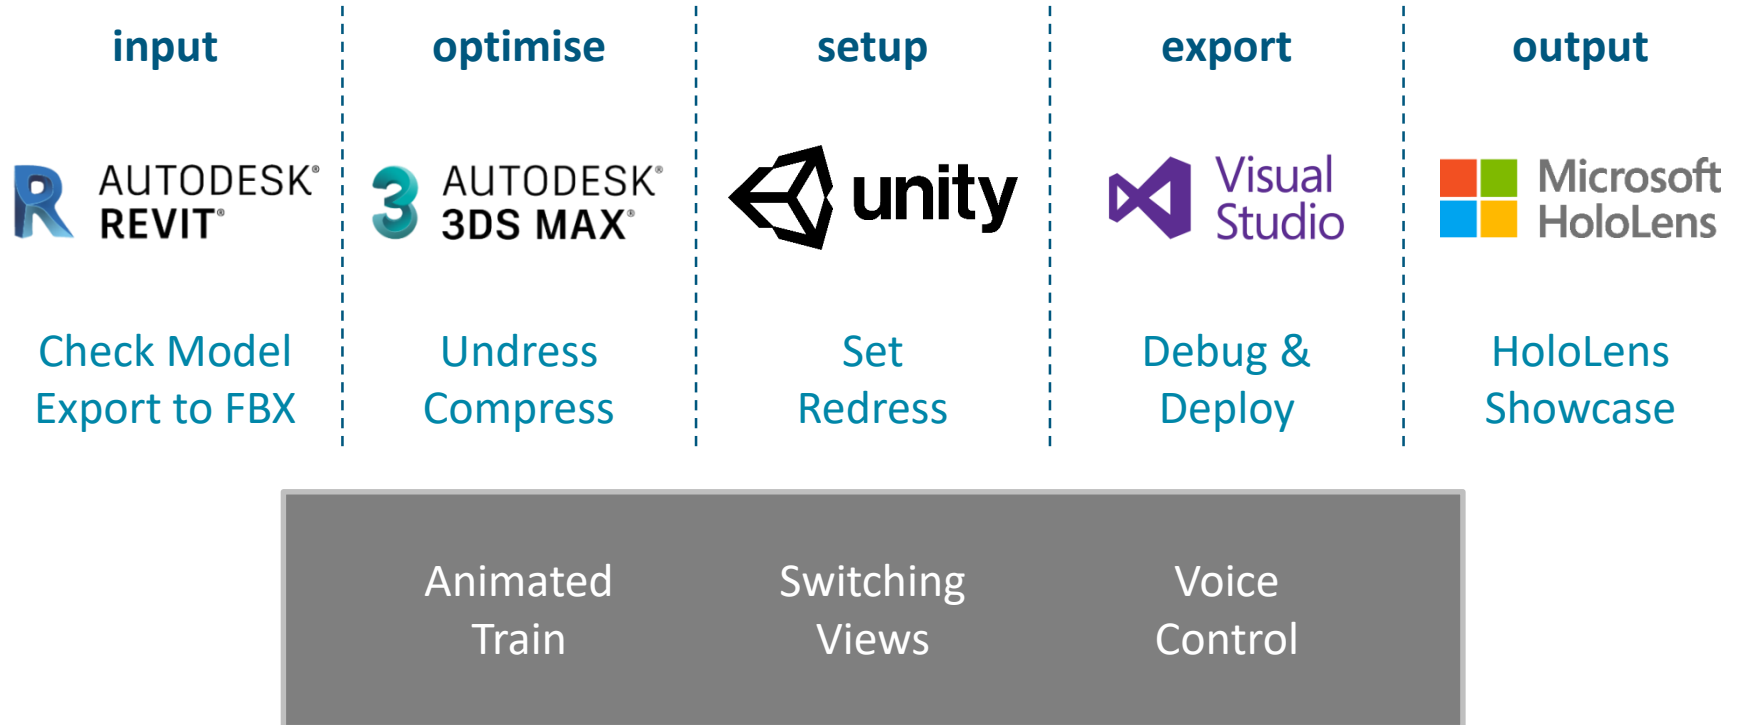 input
optimise
setup
export
output
R AUTODESK®
REVIT®
3 AUTODESK®
3DS MAX®
unity
Visual
Studio
Microsoft
HoloLens
Check Model
Export to FBX
Undress
Compress
Set
Redress
Debug &
Deploy
HoloLens
Showcase
Animated
Train
Switching
Views
Voice
Control